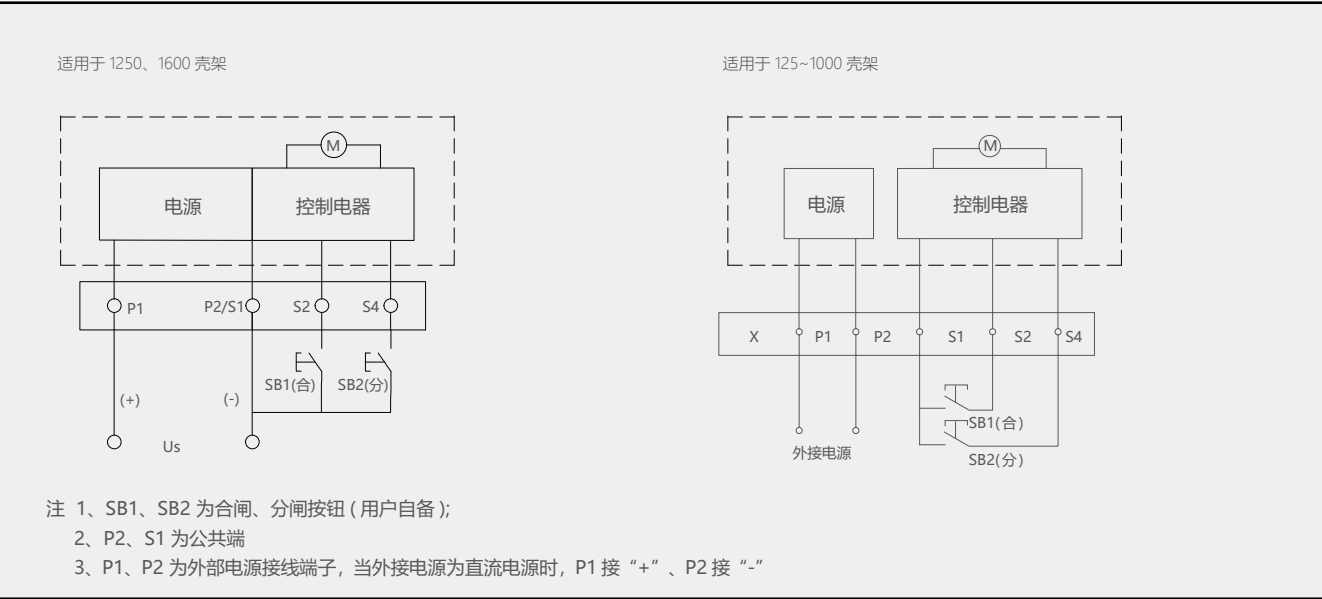 适用于 1250、1600 壳架
M
电源
控制电器
P1
P2/S1
S2
S4
SB1(合)
SB2(分)
(+)
(-)
Us
适用于 125~1000 壳架
M
电源
控制电器
X
P1
P2
S1
S2
S4
SB1(合)
SB2(分)
外接电源
注 1、SB1、SB2 为合闸、分闸按钮 ( 用户自备 );
2、P2、S1 为公共端
3、P1、P2 为外部电源接线端子，当外接电源为直流电源时，P1 接“+”、P2 接“-”